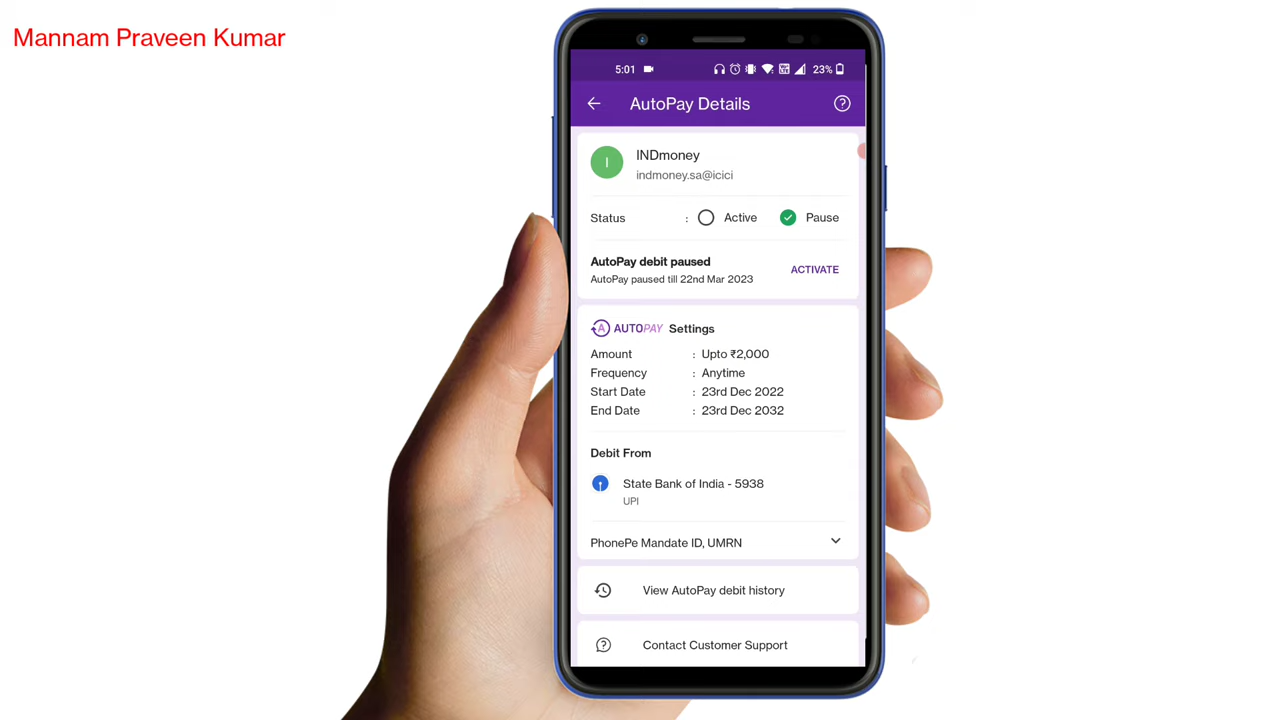 Mannam Praveen Kumar
5:01 23%
AutoPay Details
I INDmoney
indmoney.sa@icici
Status : Active Pause
AutoPay debit paused
AutoPay paused till 22nd Mar 2023
ACTIVATE
AUTOPAY Settings
Amount : Upto ₹2,000
Frequency : Anytime
Start Date : 23rd Dec 2022
End Date : 23rd Dec 2032
Debit From
State Bank of India - 5938
UPI
PhonePe Mandate ID, UMRN
View AutoPay debit history
Contact Customer Support